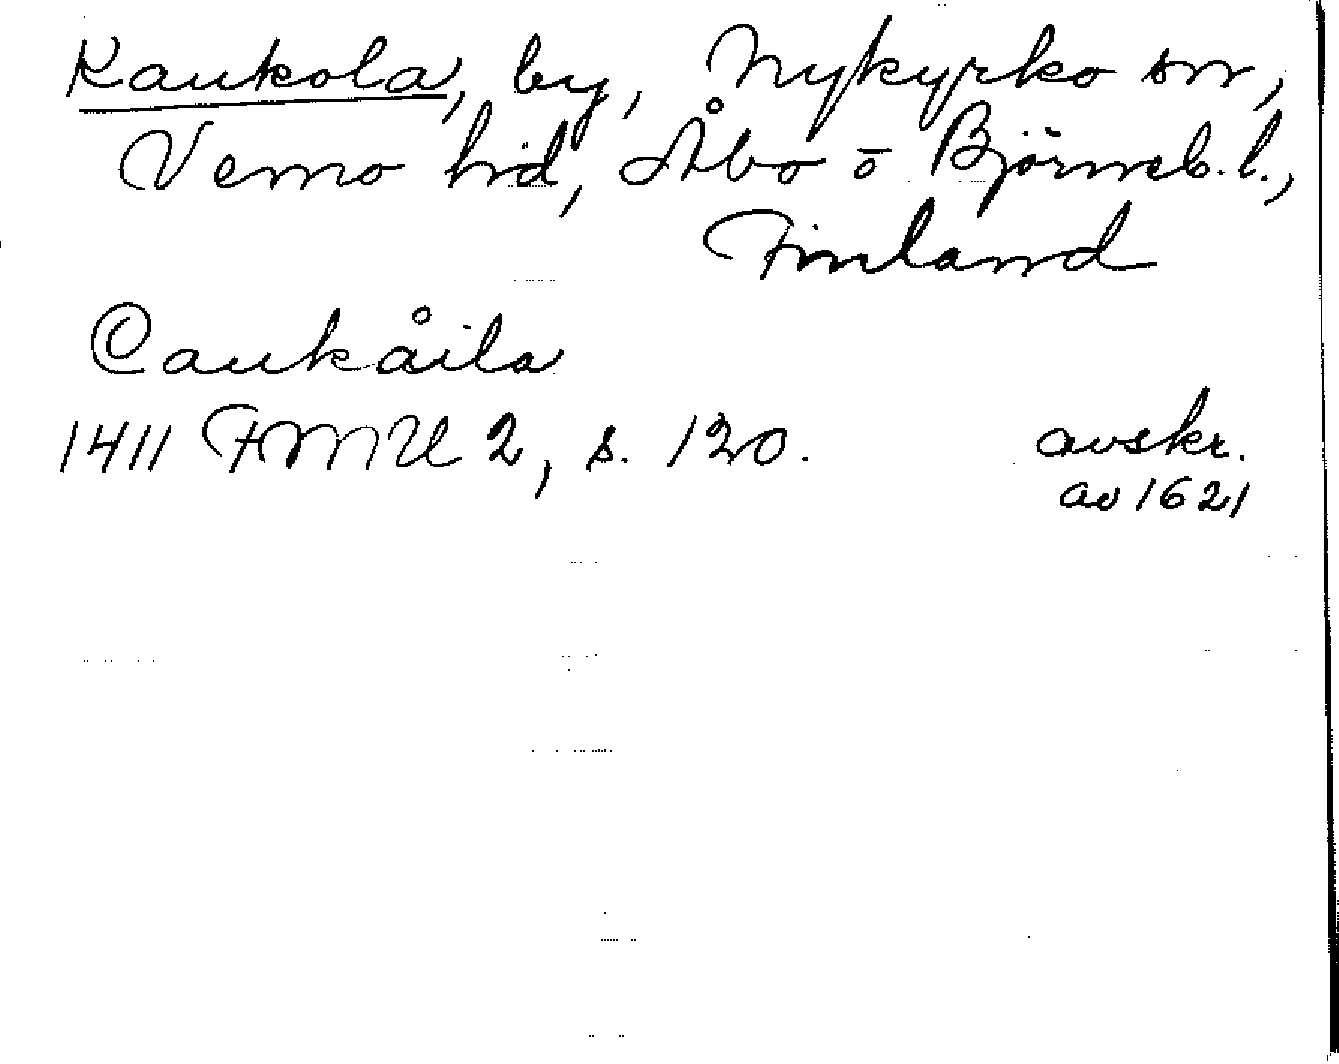 Kaukola, by, Nykyrko sn,
Vemo hd, Åbo o Björneb. l.,
Finland
Caukåila
1411 FMU 2, s. 120. avskr.
av 1621